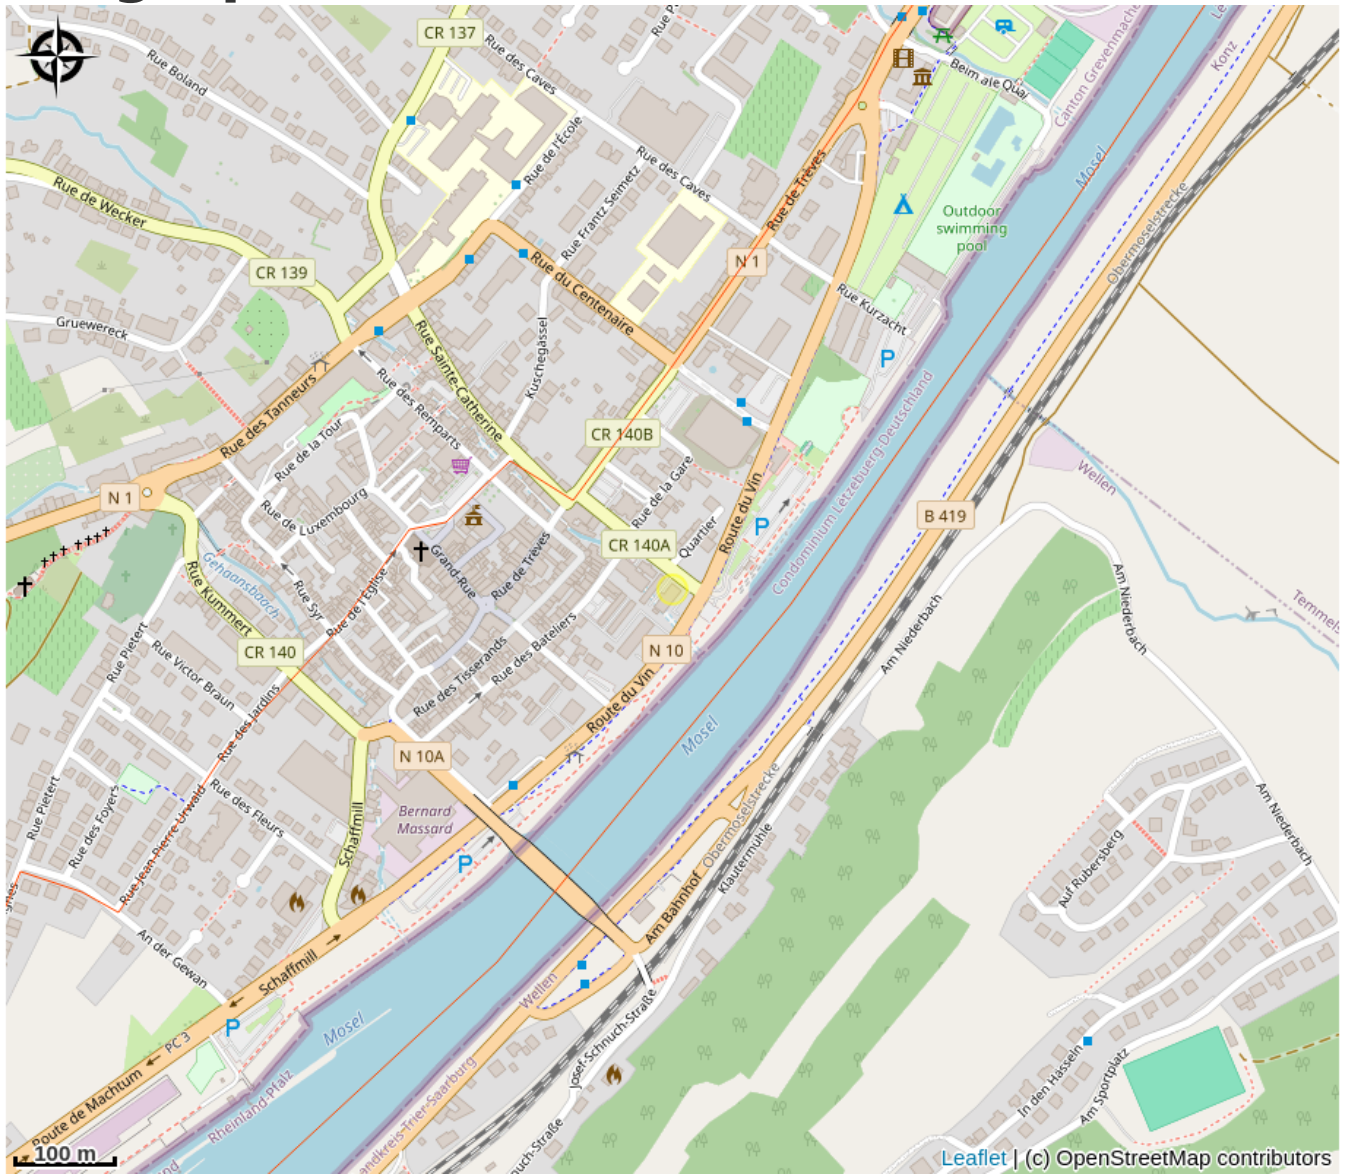 CR 137
Rue des Caves
Rue Boland
Beim ale Quai
Canton Grevenmache
Konz
Mosel
Rue de l'École
Rue des Caves
Rue de Trèves
Rue Frantz Seimetz
Rue de Wecker
Outdoor
swimming
pool
Obermoselstrecke
CR 139
N 1
Rue du Centenaire
Rue Kurzacht
Gruewereck
Rue Sainte-Catherine
Kuschegässel
P
Rue des Remparts
Rue des Tanneurs
Rue de la Tour
CR 140B
Condominium Lëtzebuerg-Deutschland
Wellen
N 1
Rue de Luxembourg
Rue de la Gare
Route du Vin
P
B 419
Quartier
CR 140A
Gehaansbaach
Grand-Rue
Rue de Trèves
Rue Syr
Rue de l'Église
Rue Kummert
Am Niederbach
Am Niederbach
Temmels
Rue Pietert
Rue Victor Braun
CR 140
N 10
Rue des Tisserands
Rue des Bateliers
Route du Vin
Rue des Jardins
Mosel
N 10A
Rue Pietert
Rue des Foyers
Rue Jean-Pierre Urwald
Rue des Fleurs
Schaffmill
Bernard
Massard
P
Obermoselstrecke
Klautermühle
Am Bahnhof
Am Niederbach
Auf Rubersberg
An der Gewan
Schaffmill
Wellen
Josef-Schnuch-Straße
P
PC 3
Mosel
In den Hässeln
Am Sportplatz
Route de Machtum
Rheinland-Pfalz
andkreis Trier-Saarburg
nuch-Straße
100 m
Leaflet | (c) OpenStreetMap contributors